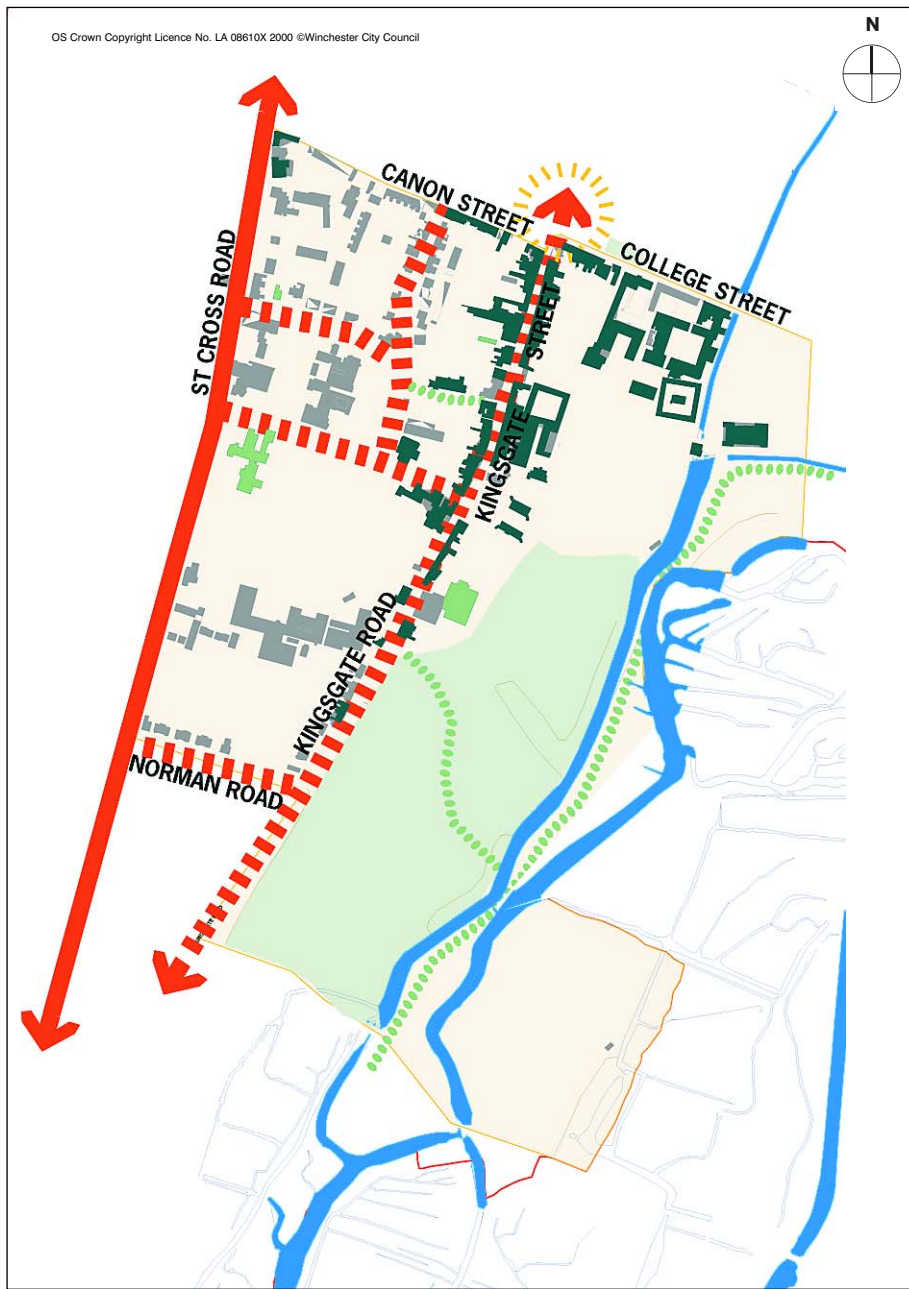 OS Crown Copyright Licence No. LA 08610X 2000 ©Winchester City Council
N
CANON STREET
COLLEGE STREET
ST CROSS ROAD
KINGSGATE STREET
KINGSGATE ROAD
NORMAN ROAD